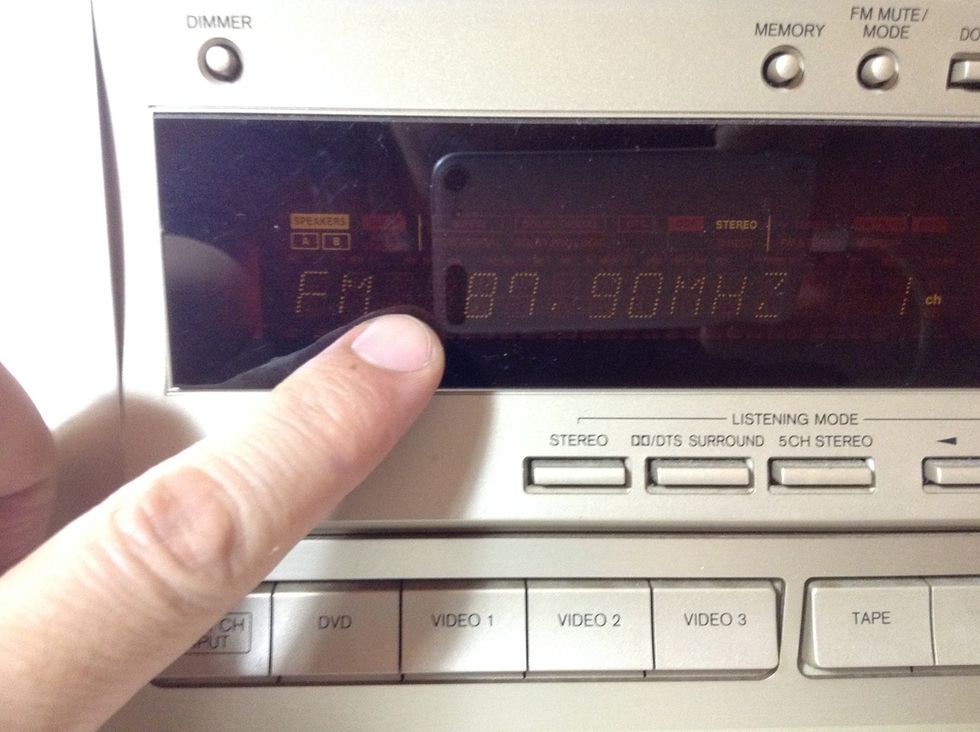 DIMMER
MEMORY
FM MUTE/
MODE
SPEAKERS
STEREO
A B
FM 87.90MHZ 1 ch
LISTENING MODE
STEREO
DTS SURROUND
5CH STEREO
CH
DVD
VIDEO 1
VIDEO 2
VIDEO 3
TAPE